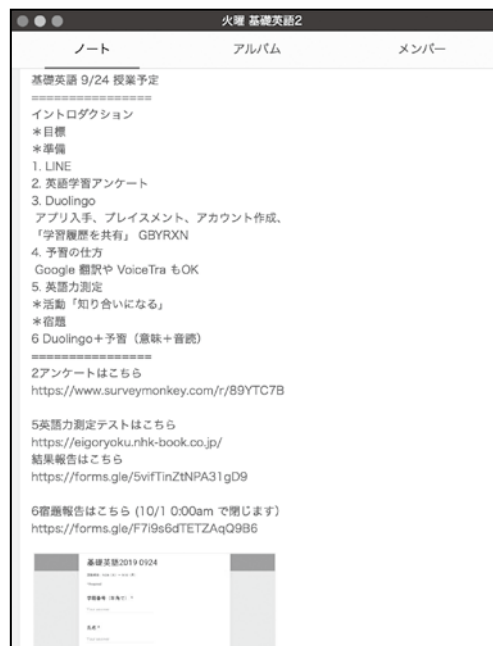 火曜 基礎英語2
ノート アルバム メンバー
基礎英語 9/24 授業予定
================
イントロダクション
＊目標
＊準備
1. LINE
2. 英語学習アンケート
3. Duolingo
アプリ入手、プレイスメント、アカウント作成、
「学習履歴を共有」 GBYRXN
4. 予習の仕方
Google 翻訳や VoiceTra もOK
5. 英語力測定
＊活動「知り合いになる」
＊宿題
6 Duolingo＋予習（意味＋音読）
================
2アンケートはこちら
https://www.surveymonkey.com/r/89YTC7B
5英語力測定テストはこちら
https://eigoryoku.nhk-book.co.jp/
結果報告はこちら
https://forms.gle/5vifTinZtNPA31gD9
6宿題報告はこちら (10/1 0:00am で閉じます）
https://forms.gle/F7i9s6dTETZAqQ9B6
基礎英語2019 0924
学籍番号（半角で） *
氏名 *